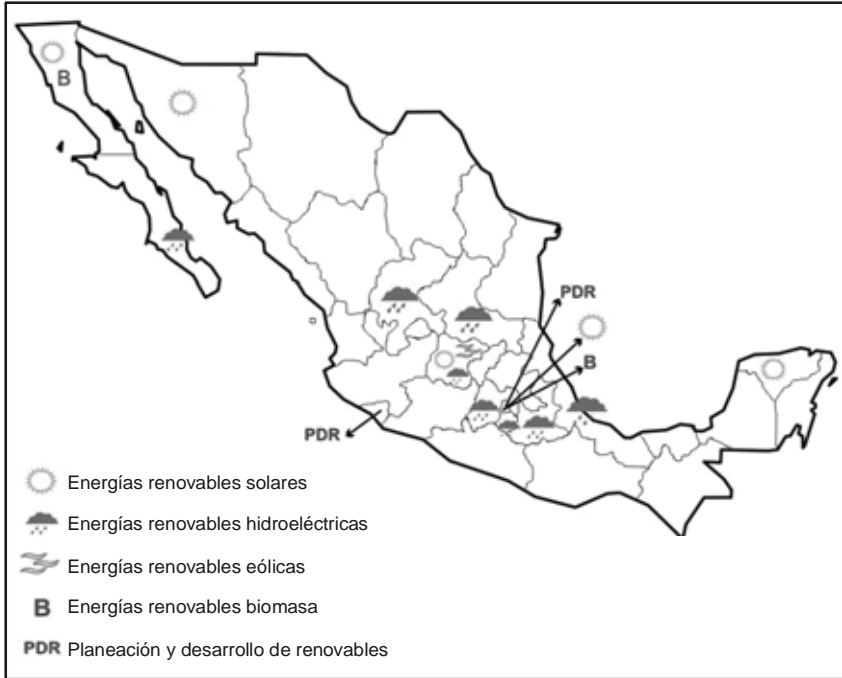 B
PDR
B
PDR
Energías renovables solares
Energías renovables hidroeléctricas
Energías renovables eólicas
B Energías renovables biomasa
PDR Planeación y desarrollo de renovables